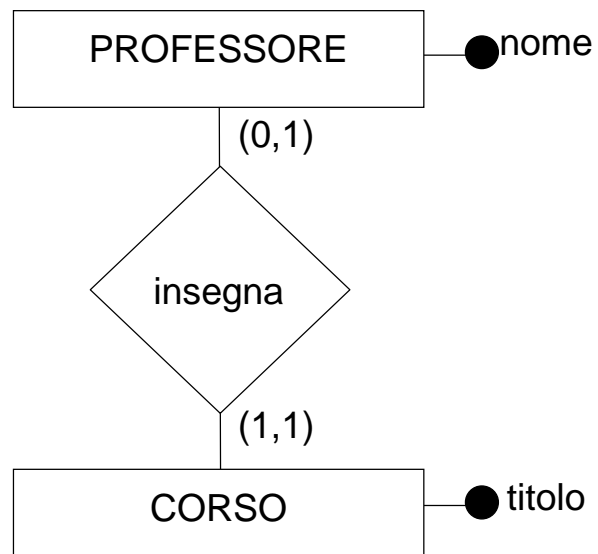 PROFESSORE
nome
(0,1)
insegna
(1,1)
CORSO
titolo